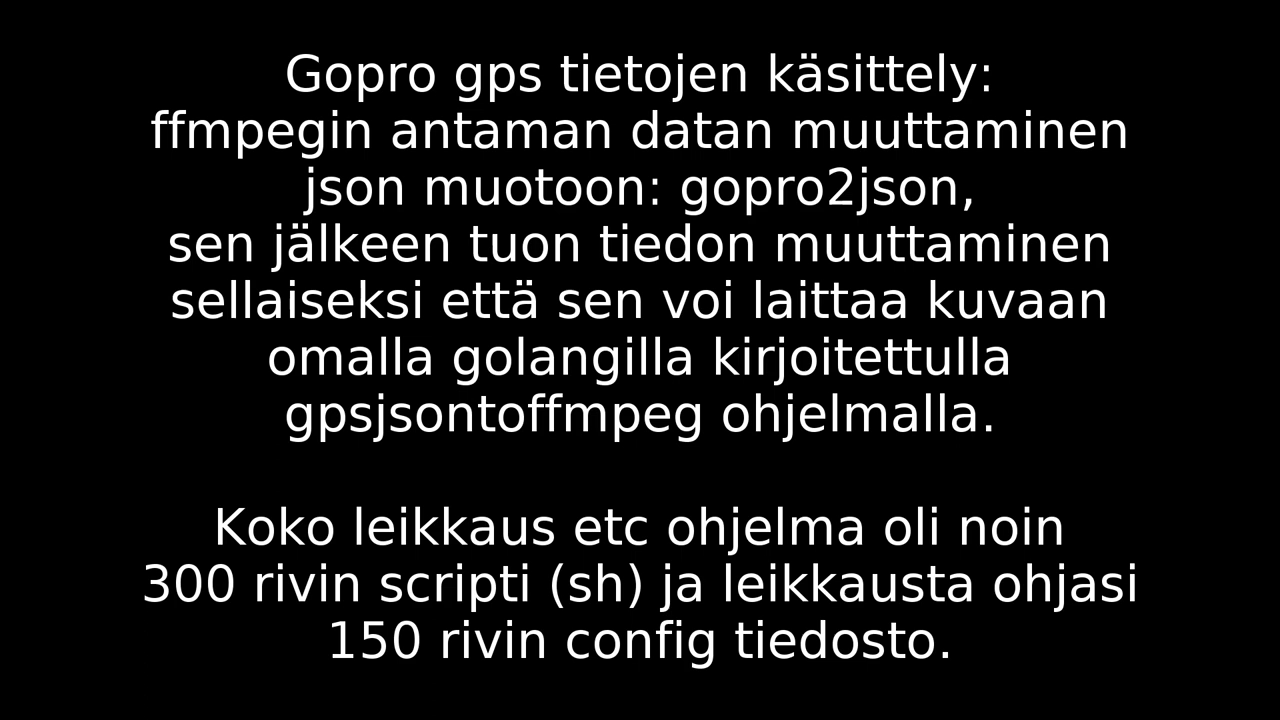 Gopro gps tietojen käsittely:
ffmpegin antaman datan muuttaminen
json muotoon: gopro2json,
sen jälkeen tuon tiedon muuttaminen
sellaiseksi että sen voi laittaa kuvaan
omalla golangilla kirjoitettulla
gpsjsontoffmpeg ohjelmalla.
Koko leikkaus etc ohjelma oli noin
300 rivin scripti (sh) ja leikkausta ohjasi
150 rivin config tiedosto.